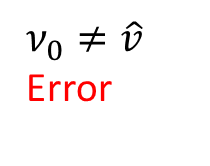 𝜈₀ ≠ 𝑣̂
Error